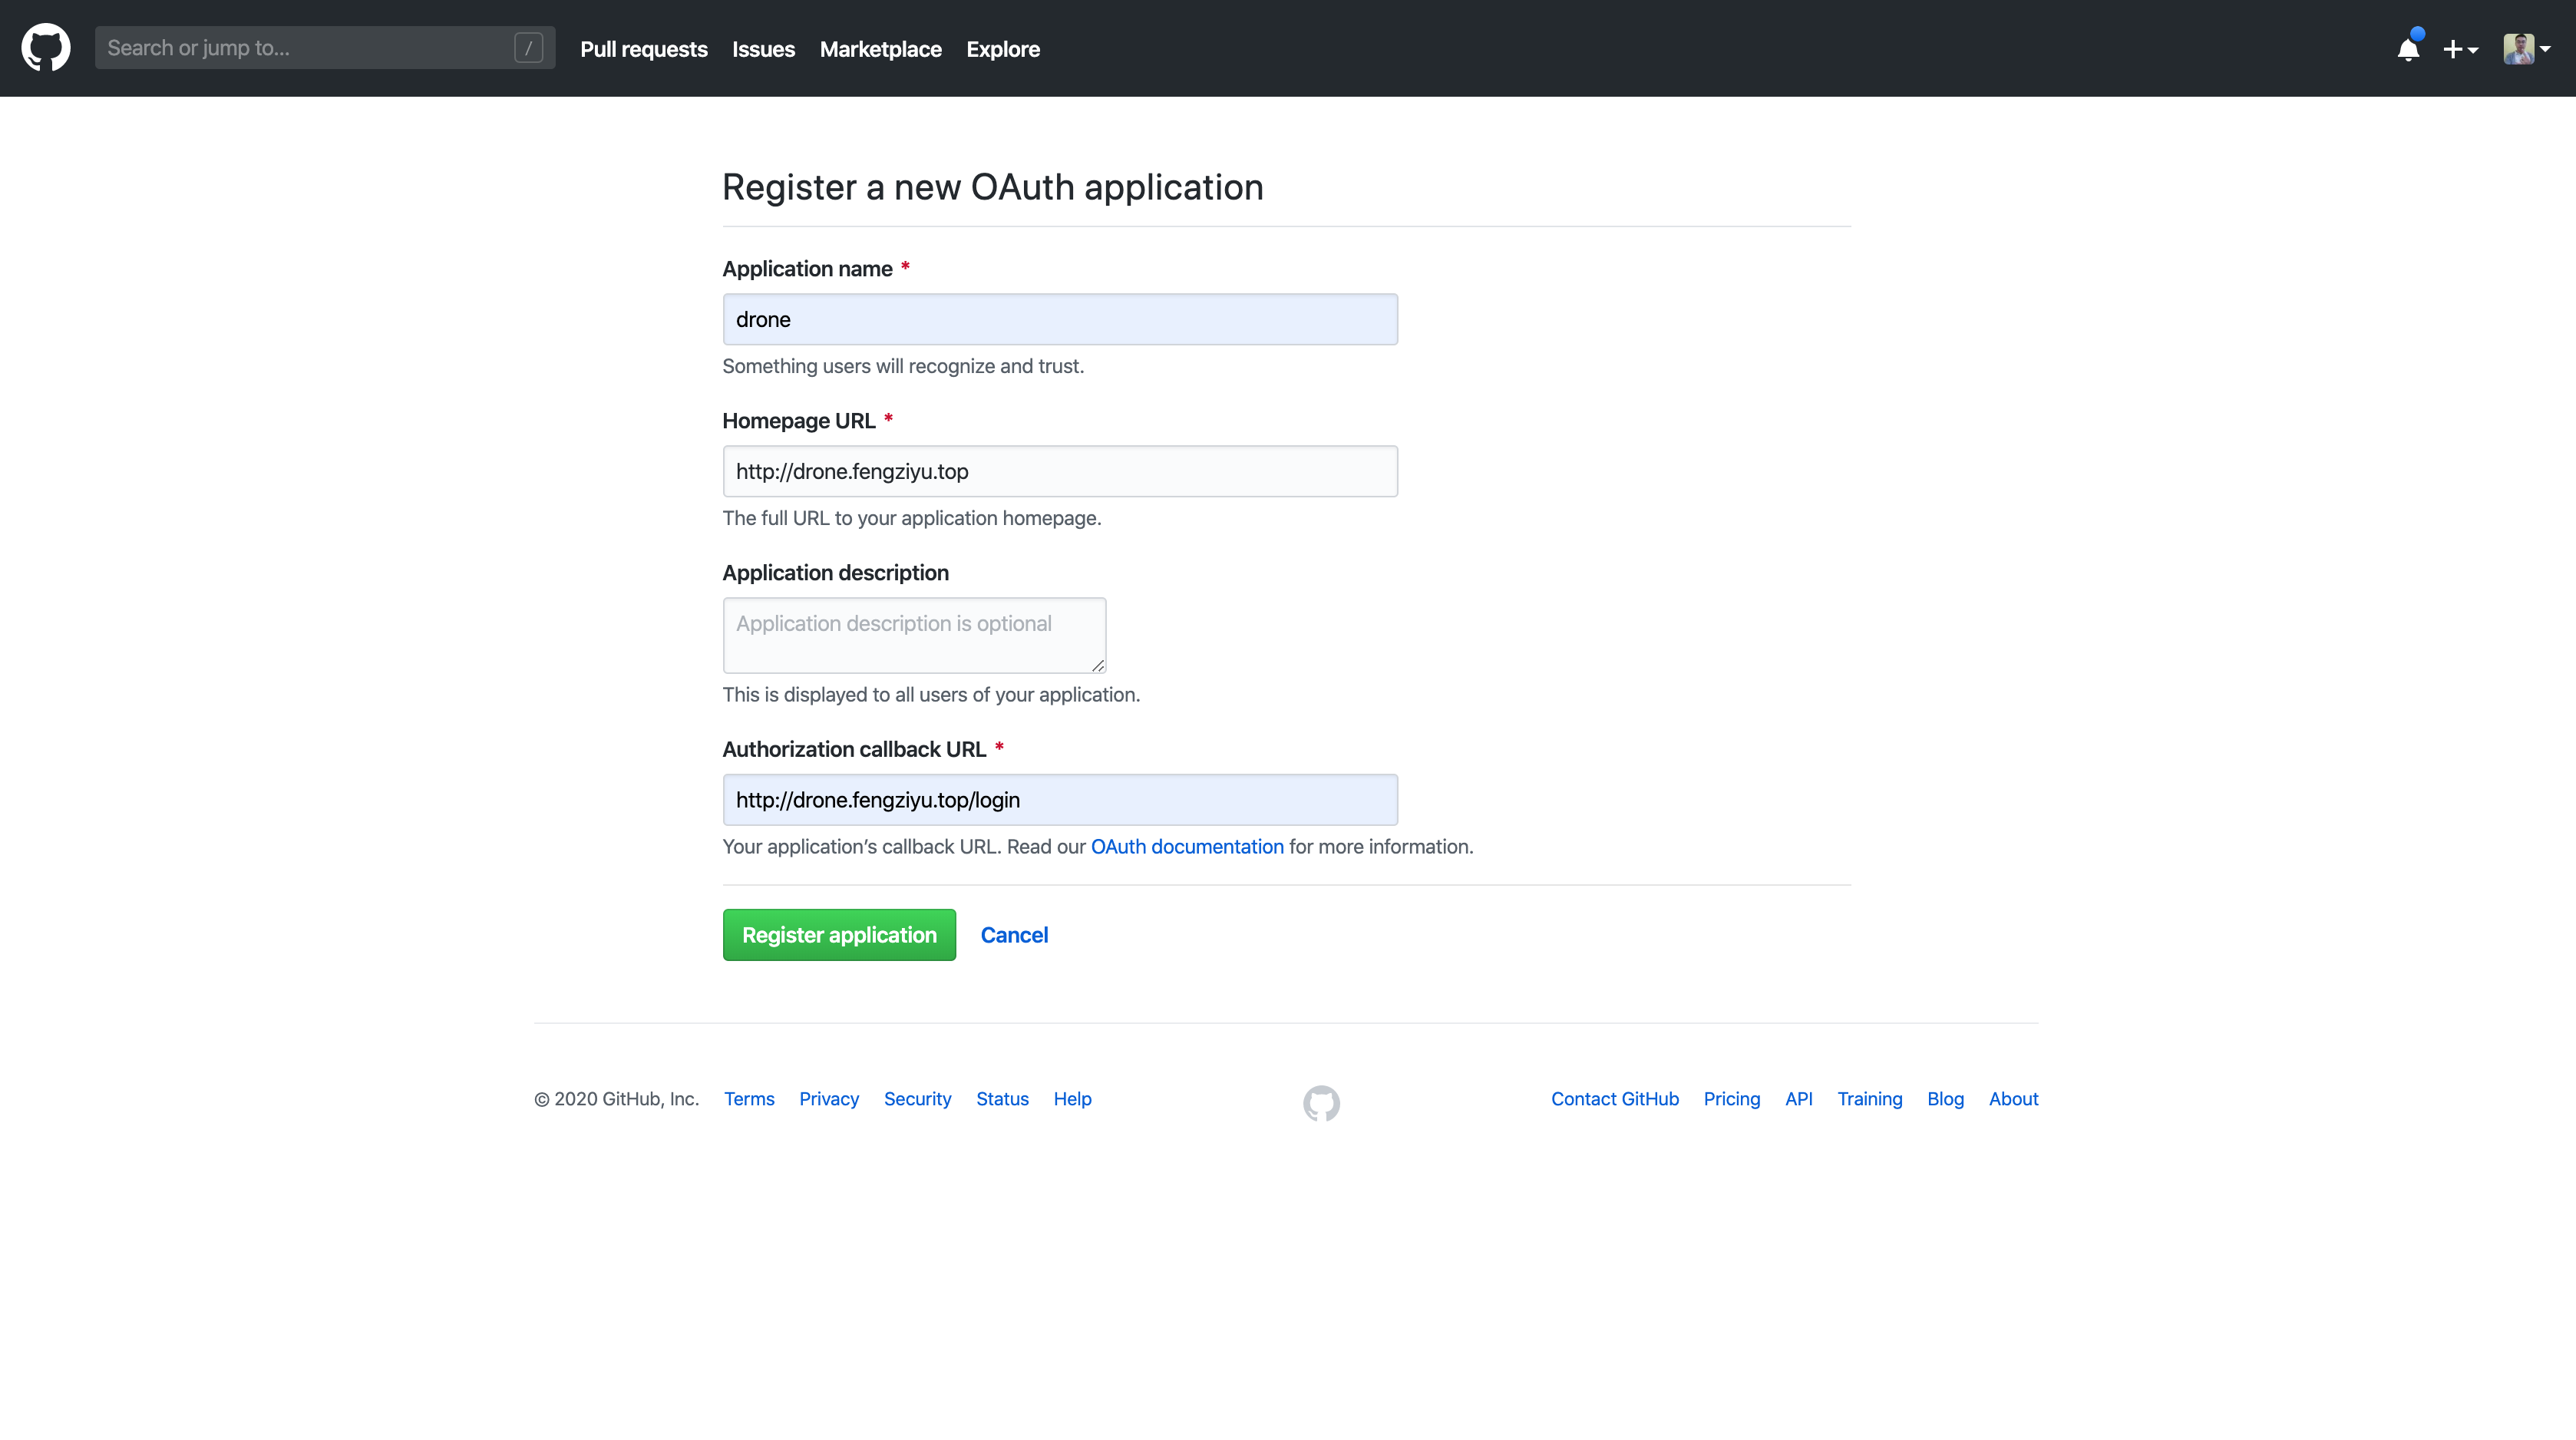 Search or jump to...
/
Pull requests Issues Marketplace Explore
Register a new OAuth application
Application name *
drone
Something users will recognize and trust.
Homepage URL *
http://drone.fengziyu.top
The full URL to your application homepage.
Application description
Application description is optional
This is displayed to all users of your application.
Authorization callback URL *
http://drone.fengziyu.top/login
Your application’s callback URL. Read our OAuth documentation for more information.
Register application Cancel
© 2020 GitHub, Inc. Terms Privacy Security Status Help Contact GitHub Pricing API Training Blog About